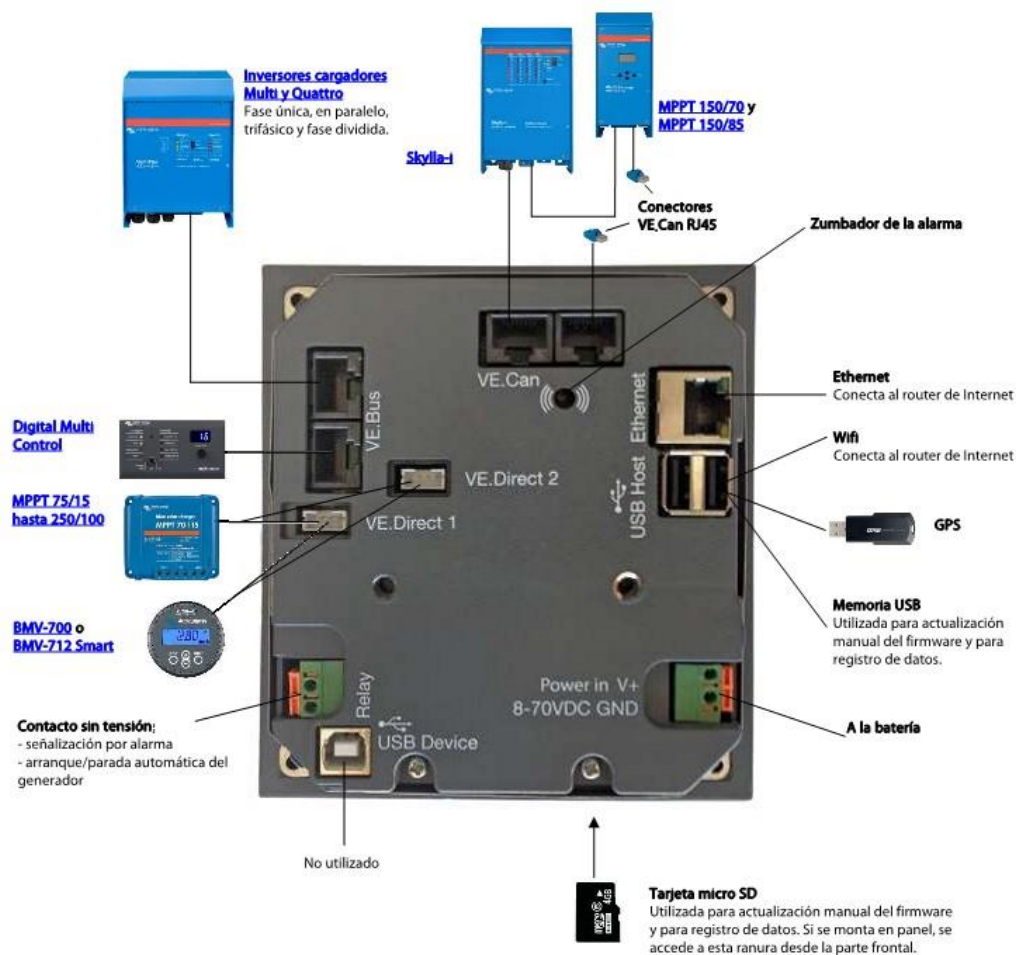 Inversores cargadores
Multi y Quattro
Fase única, en paralelo,
trifásico y fase dividida.
Skylla-i
MPPT 150/70 y
MPPT 150/85
Conectores
VE.Can RJ45
Zumbador de la alarma
VE.Can
Ethernet
Ethernet
Conecta al router de Internet
VE.Bus
Digital Multi
Control
Wifi
Conecta al router de Internet
VE.Direct 2
USB Host
MPPT 75/15
hasta 250/100
MPPT 70 | 15
VE.Direct 1
GPS
BMV-700 o
BMV-712 Smart
Memoria USB
Utilizada para actualización
manual del firmware y para
registro de datos.
Relay
Power in V+
8-70VDC GND
Contacto sin tensión:
- señalización por alarma
- arranque/parada automática del
generador
USB Device
A la batería
No utilizado
4GB
Tarjeta micro SD
Utilizada para actualización manual del firmware
y para registro de datos. Si se monta en panel, se
accede a esta ranura desde la parte frontal.